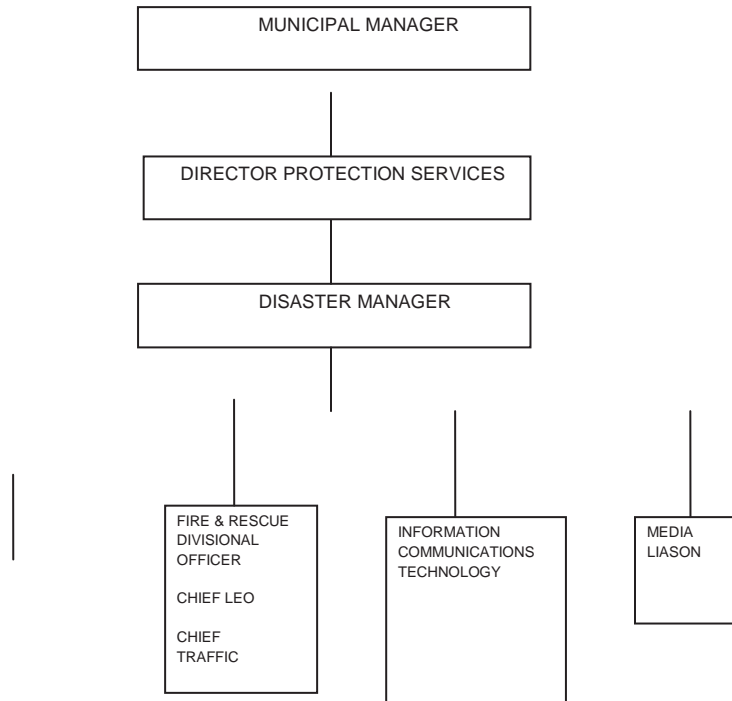 MUNICIPAL MANAGER
DIRECTOR PROTECTION SERVICES
DISASTER MANAGER
FIRE & RESCUE
DIVISIONAL
OFFICER
CHIEF LEO
CHIEF
TRAFFIC
INFORMATION
COMMUNICATIONS
TECHNOLOGY
MEDIA
LIASON